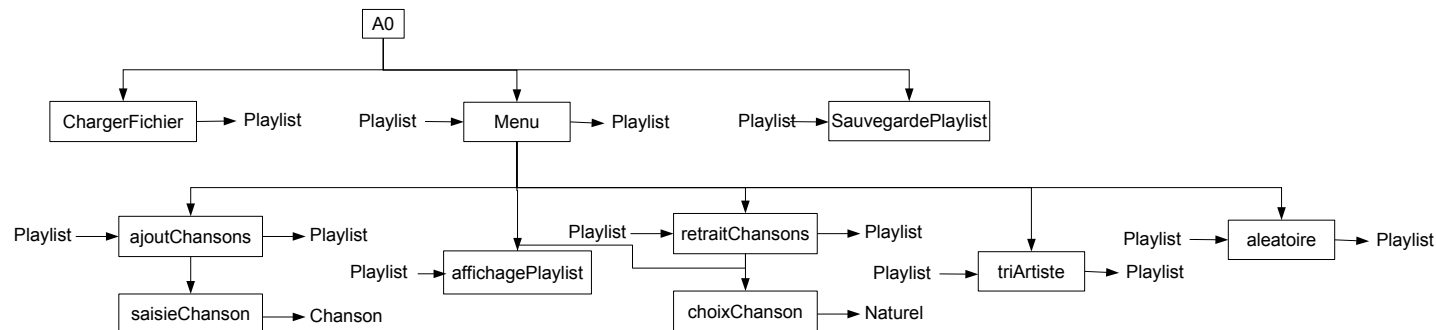 A0
ChargerFichier
Playlist
Playlist
Menu
Playlist
Playlist
SauvegardePlaylist
Playlist
ajoutChansons
Playlist
Playlist
retraitChansons
Playlist
Playlist
aleatoire
Playlist
Playlist
affichagePlaylist
Playlist
triArtiste
Playlist
saisieChanson
Chanson
choixChanson
Naturel